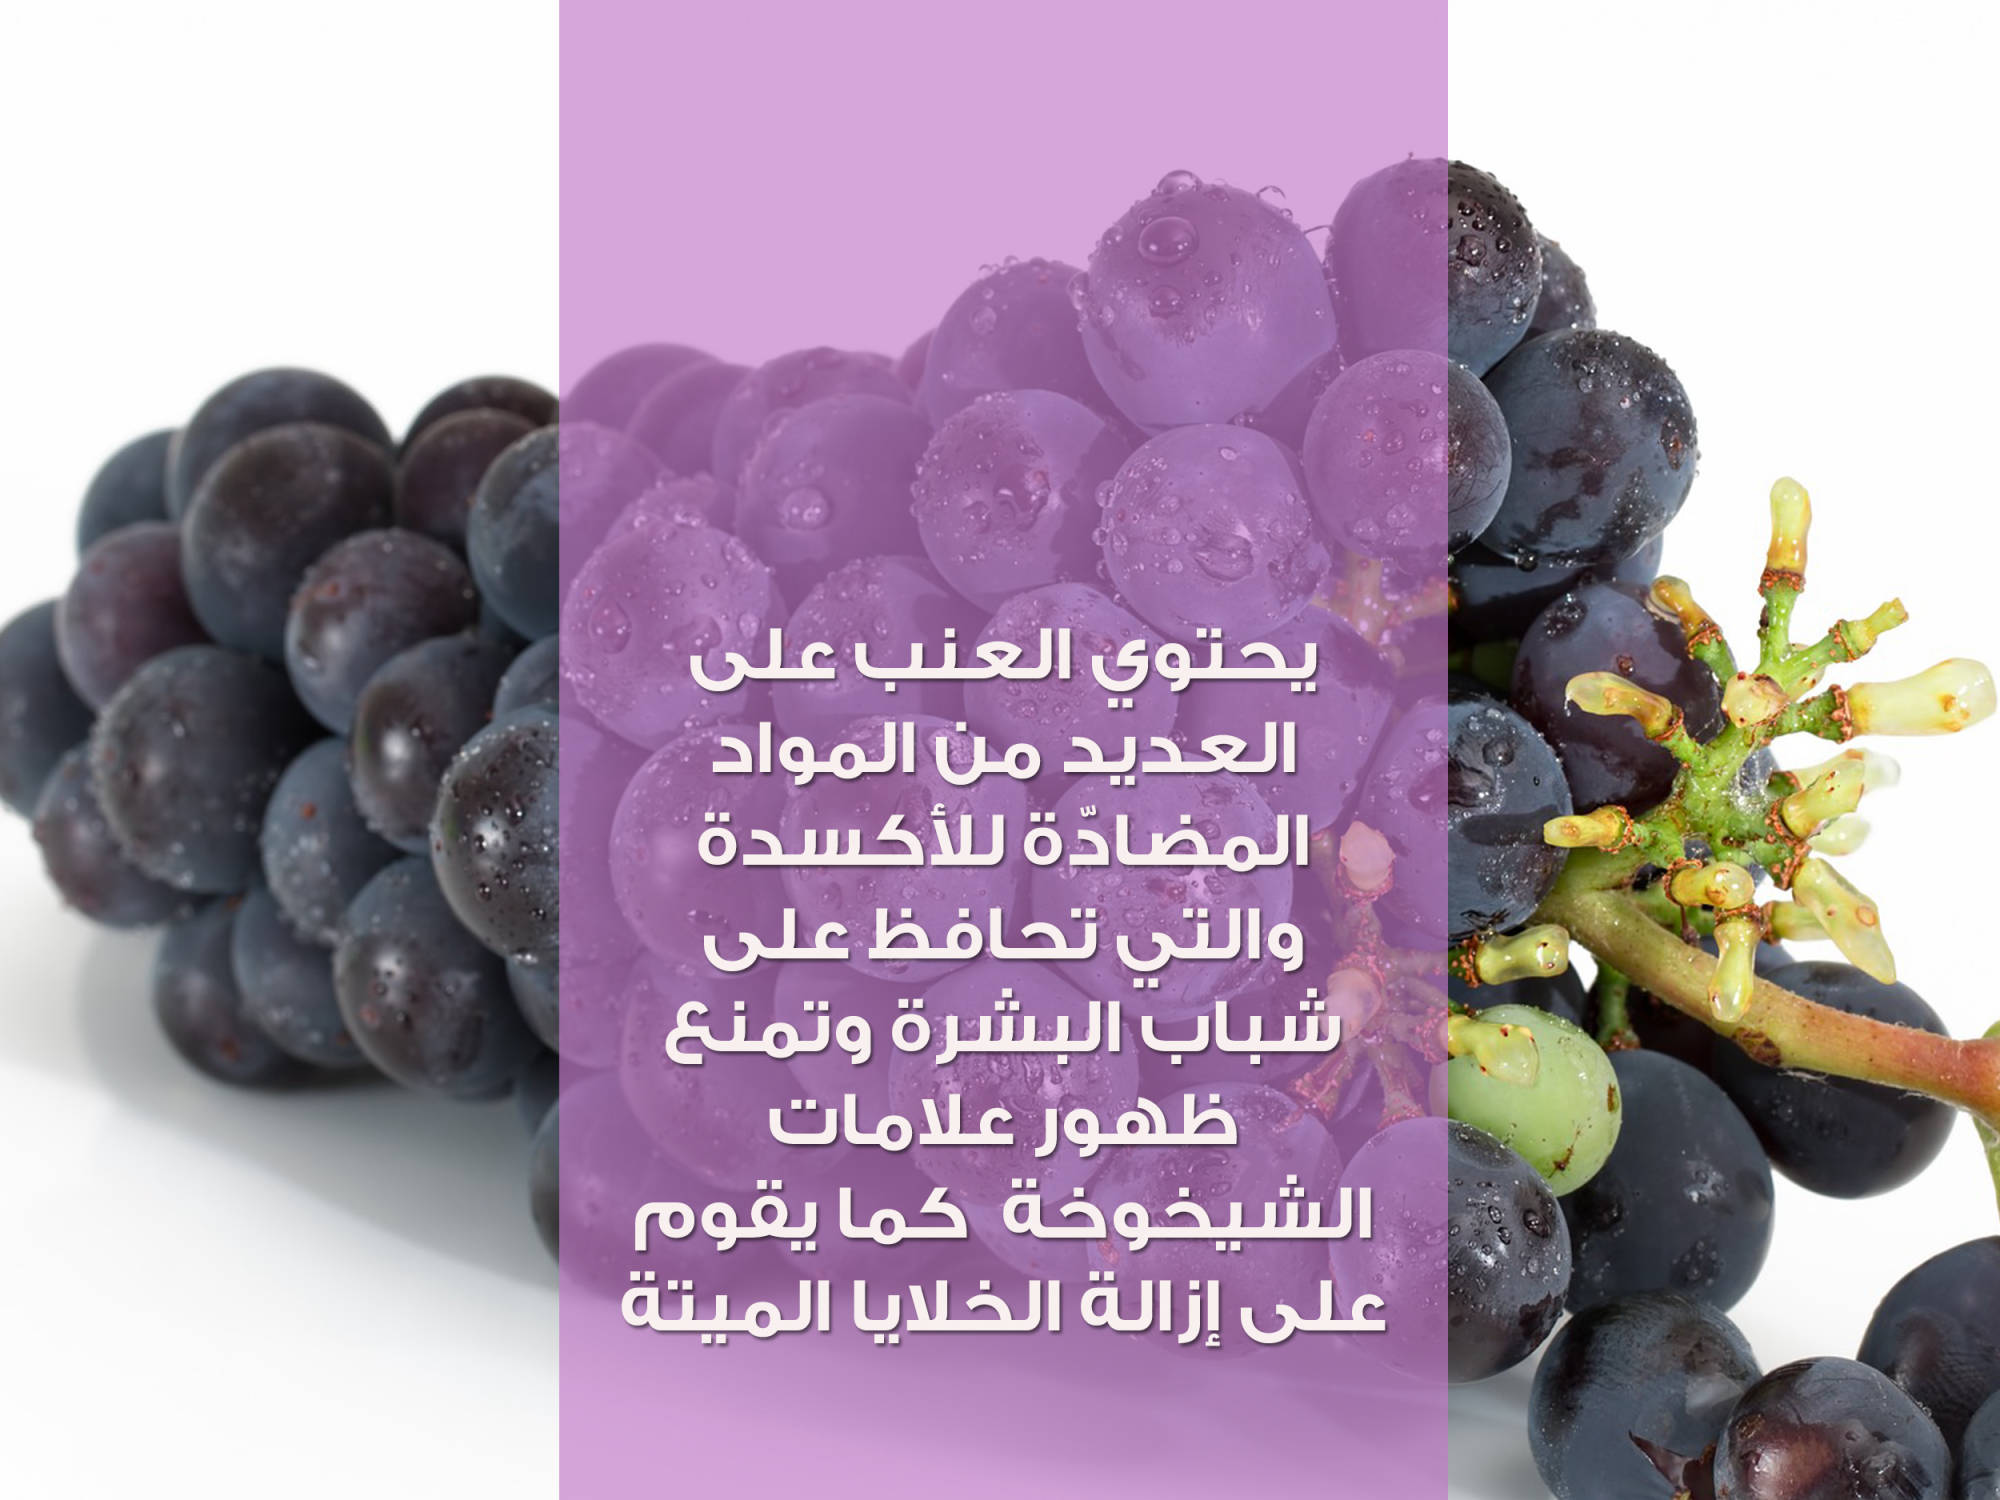 يحتوي العنب على
العديد من المواد
المضادّة للأكسدة
والتي تحافظ على
شباب البشرة وتمنع
ظهور علامات
الشيخوخة كما يقوم
على إزالة الخلايا الميتة